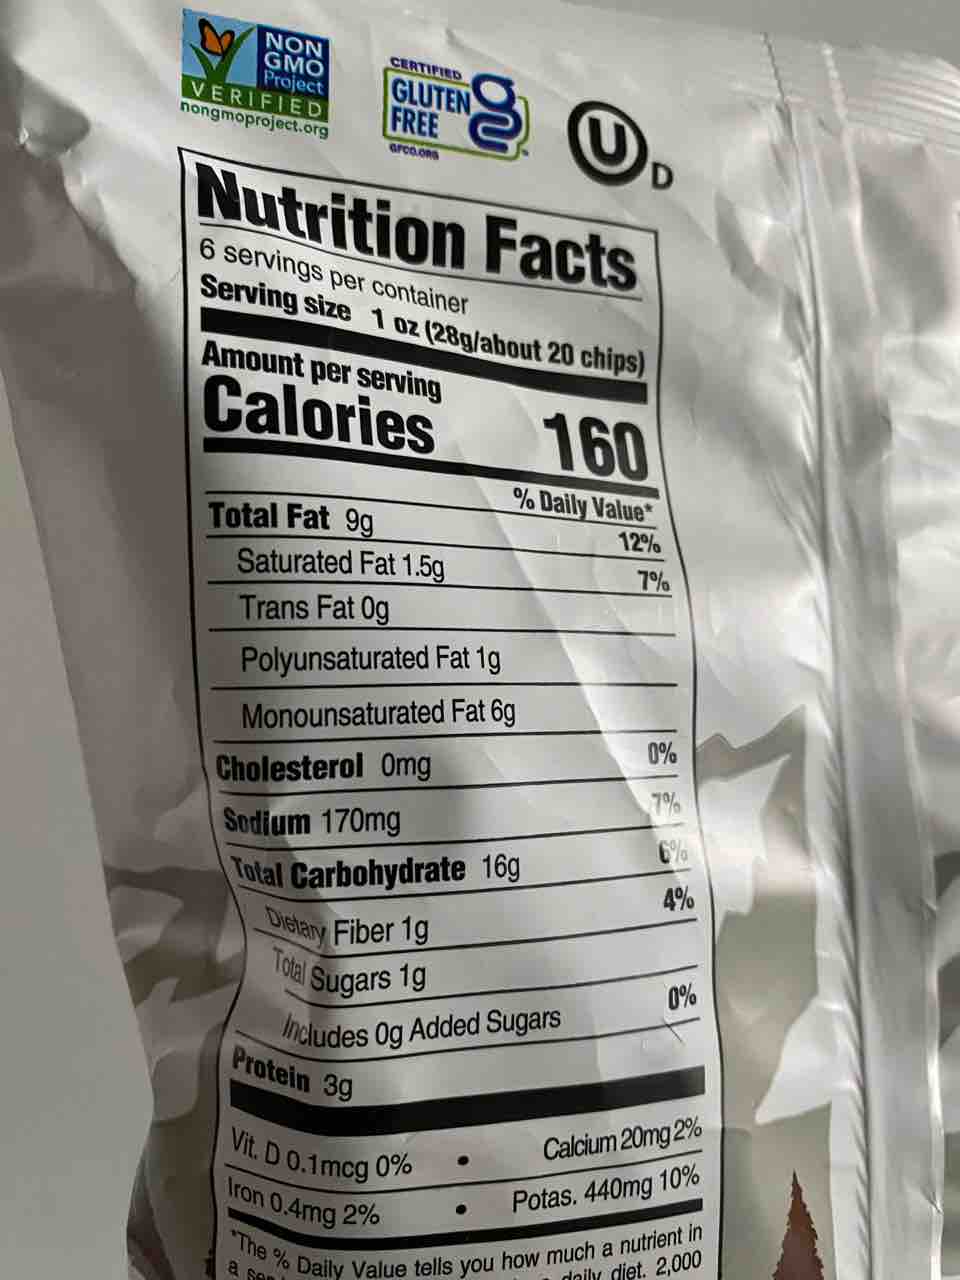 NON
GMO
Project
VERIFIED
nongmoproject.org
CERTIFIED
GLUTEN
FREE
GFCO.ORG
U
D
Nutrition Facts
6 servings per container
Serving size 1 oz (28g/about 20 chips)
Amount per serving
Calories 160
% Daily Value*
Total Fat 9g 12%
Saturated Fat 1.5g 7%
Trans Fat 0g
Polyunsaturated Fat 1g
Monounsaturated Fat 6g
Cholesterol 0mg 0%
Sodium 170mg 7%
Total Carbohydrate 16g 6%
Dietary Fiber 1g 4%
Total Sugars 1g
Includes 0g Added Sugars 0%
Protein 3g
Vit. D 0.1mcg 0% • Calcium 20mg 2%
Iron 0.4mg 2% • Potas. 440mg 10%
*The % Daily Value tells you how much a nutrient in
a daily diet. 2,000